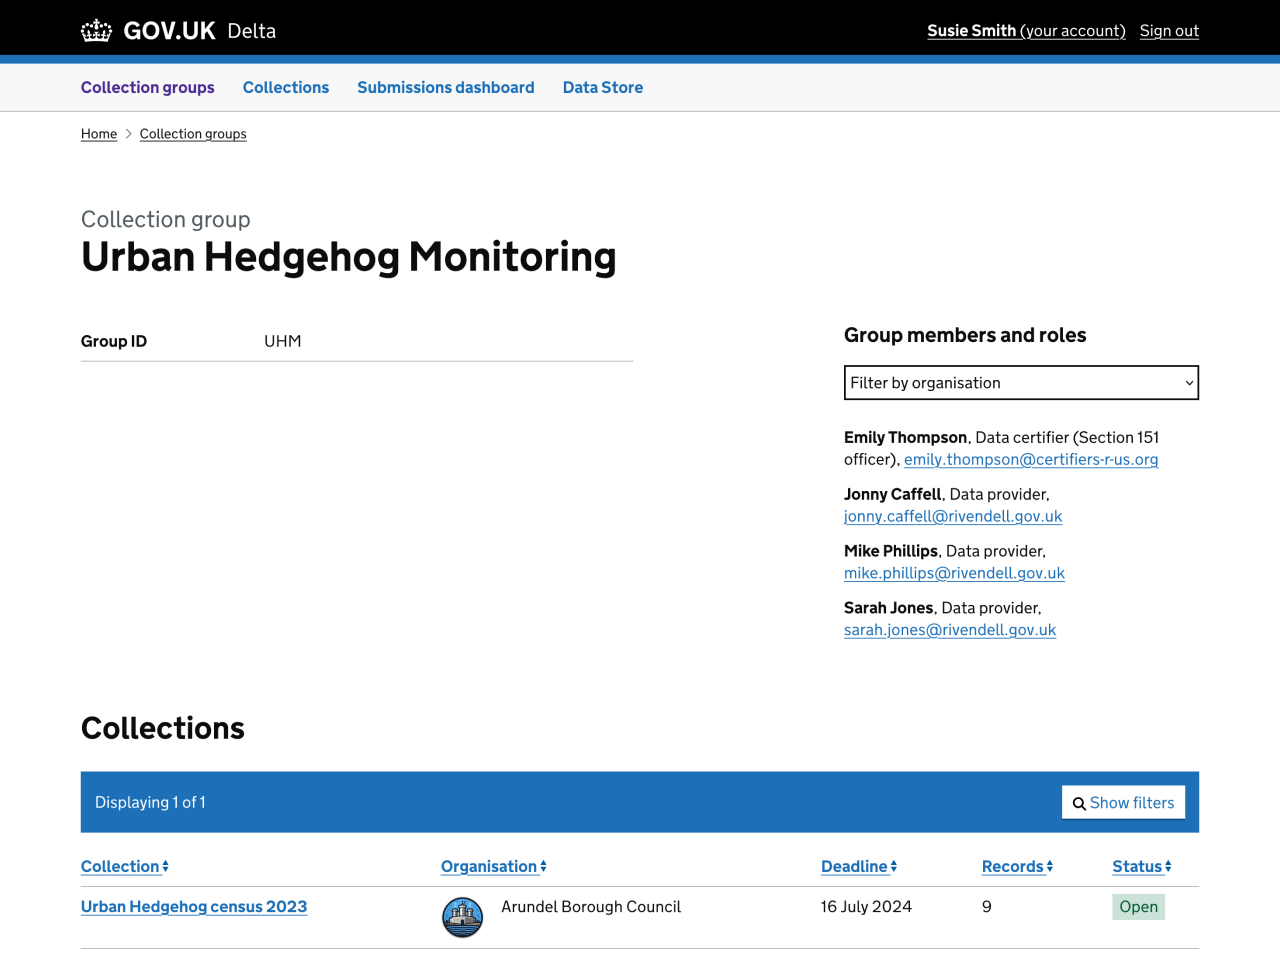 GOV.UK Delta
Susie Smith (your account) Sign out
Collection groups Collections Submissions dashboard Data Store
Home Collection groups
Collection group
Urban Hedgehog Monitoring
Group ID UHM
Group members and roles
Filter by organisation
Emily Thompson, Data certifier (Section 151
officer), emily.thompson@certifiers-r-us.org
Jonny Caffell, Data provider,
jonny.caffell@rivendell.gov.uk
Mike Phillips, Data provider,
mike.phillips@rivendell.gov.uk
Sarah Jones, Data provider,
sarah.jones@rivendell.gov.uk
Collections
Displaying 1 of 1 Show filters
Collection Organisation Deadline Records Status
Urban Hedgehog census 2023 Arundel Borough Council 16 July 2024 9 Open